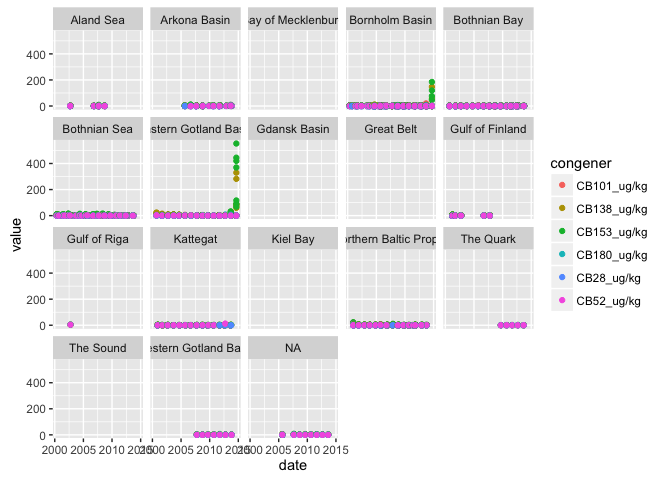 Aland Sea Arkona Basin ay of Mecklenbur Bornholm Basin Bothnian Bay
400
200
0
Bothnian Sea stern Gotland Bas Gdansk Basin Great Belt Gulf of Finland
400
200
0
Gulf of Riga Kattegat Kiel Bay orthern Baltic Prop The Quark
400
200
0
The Sound estern Gotland Ba NA
400
200
0
2000 2005 2010 2015 2005 2010 2015 2000 2005 2010 2015
date
value
congener
CB101_ug/kg
CB138_ug/kg
CB153_ug/kg
CB180_ug/kg
CB28_ug/kg
CB52_ug/kg